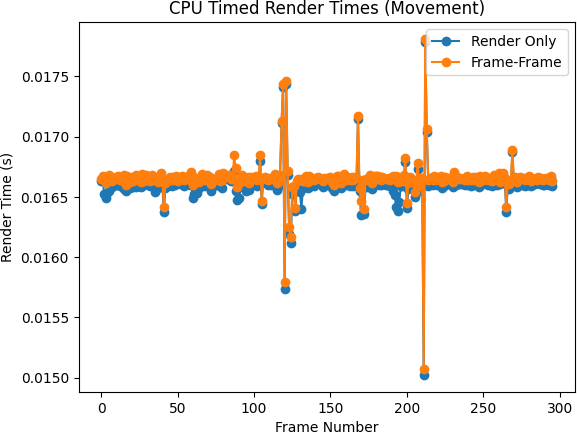 CPU Timed Render Times (Movement)
Render Only
Frame-Frame
0.0175
0.0170
0.0165
0.0160
0.0155
0.0150
Render Time (s)
0 50 100 150 200 250 300
Frame Number